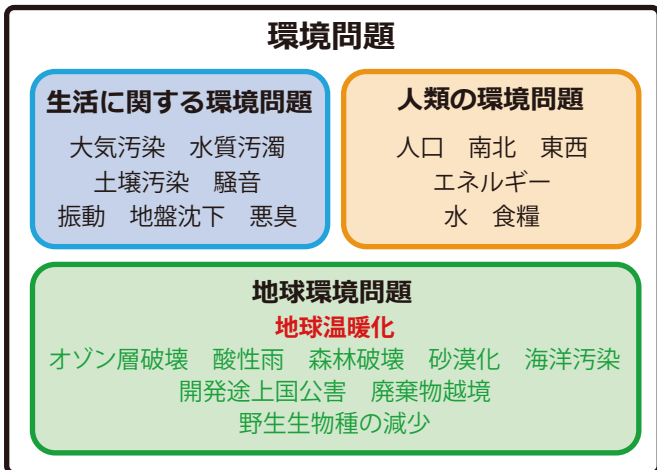 環境問題
生活に関する環境問題
大気汚染 水質汚濁
土壌汚染 騒音
振動 地盤沈下 悪臭
人類の環境問題
人口 南北 東西
エネルギー
水 食糧
地球環境問題
地球温暖化
オゾン層破壊 酸性雨 森林破壊 砂漠化 海洋汚染
開発途上国公害 廃棄物越境
野生生物種の減少